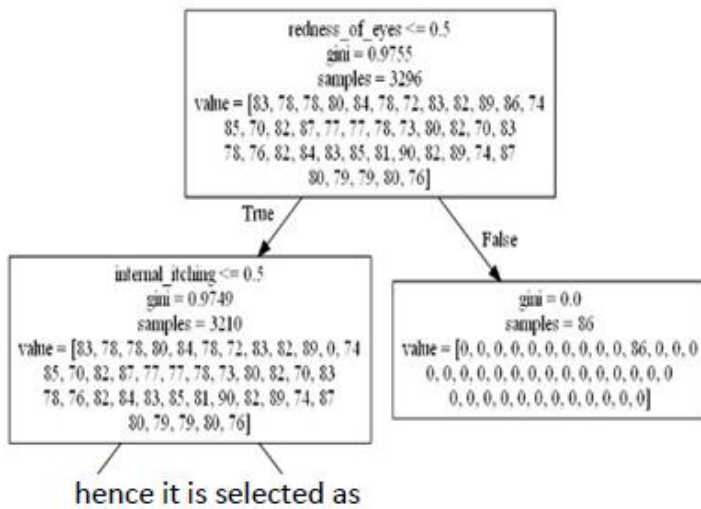 redness_of_eyes <= 0.5
gini = 0.9755
samples = 3296
value = [83, 78, 78, 80, 84, 78, 72, 83, 82, 89, 86, 74
85, 70, 82, 87, 77, 77, 78, 73, 80, 82, 70, 83
78, 76, 82, 84, 83, 85, 81, 90, 82, 89, 74, 87
80, 79, 79, 80, 76]
True
False
internal_itching <= 0.5
gini = 0.9749
samples = 3210
value = [83, 78, 78, 80, 84, 78, 72, 83, 82, 89, 0, 74
85, 70, 82, 87, 77, 77, 78, 73, 80, 82, 70, 83
78, 76, 82, 84, 83, 85, 81, 90, 82, 89, 74, 87
80, 79, 79, 80, 76]
gini = 0.0
samples = 86
value = [0, 0, 0, 0, 0, 0, 0, 0, 0, 0, 86, 0, 0, 0
0, 0, 0, 0, 0, 0, 0, 0, 0, 0, 0, 0, 0, 0, 0
0, 0, 0, 0, 0, 0, 0, 0, 0, 0, 0, 0]
hence it is selected as